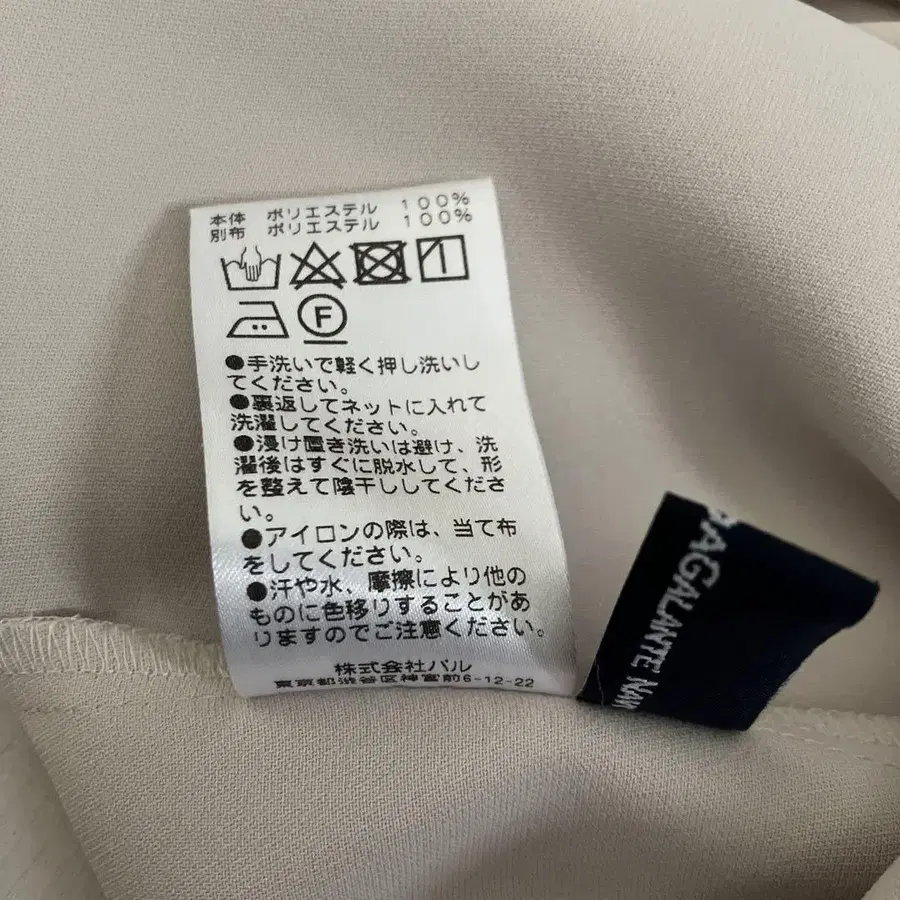 本体 ポリエステル 100%
別布 ポリエステル 100%
F
●手洗いで軽く押し洗いし
てください。
●裏返してネットに入れて
洗濯してください。
●浸け置き洗いは避け、洗
濯後はすぐに脱水して、形
を整えて陰干ししてくださ
い。
●アイロンの際は、当て布
をしてください。
●汗や水、摩擦により他の
ものに色移りすることがあ
りますのでご注意ください。
株式会社パル
東京都渋谷区神宮前6-12-22
RAGALANTE NAV